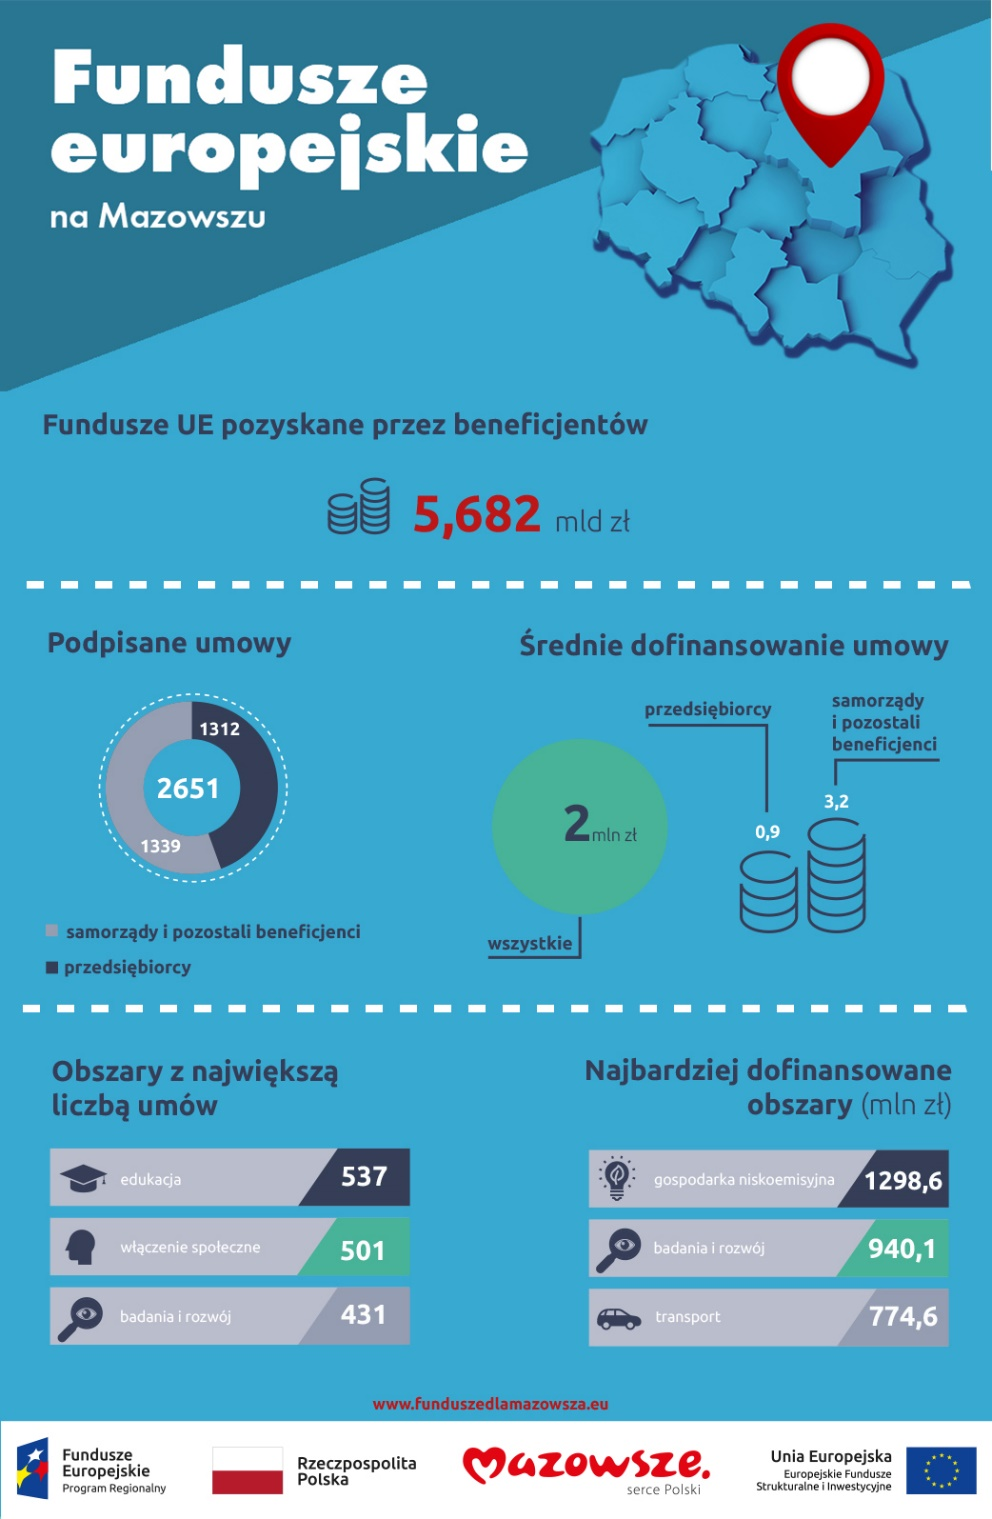 Fundusze
europejskie
na Mazowszu
Fundusze UE pozyskane przez beneficjentów
5,682 mld zł
Podpisane umowy
1312
2651
1339
samorządy i pozostali beneficjenci
przedsiębiorcy
Średnie dofinansowanie umowy
przedsiębiorcy
samorządy
i pozostali
beneficjenci
3,2
0,9
2 mln zł
wszystkie
Obszary z największą
liczbą umów
edukacja 537
włączenie społeczne 501
badania i rozwój 431
Najbardziej dofinansowane
obszary (mln zł)
gospodarka niskoemisyjna 1298,6
badania i rozwój 940,1
transport 774,6
www.funduszedlamazowsza.eu
Fundusze
Europejskie
Program Regionalny
Rzeczpospolita
Polska
Mazowsze.
serce Polski
Unia Europejska
Europejskie Fundusze
Strukturalne i Inwestycyjne